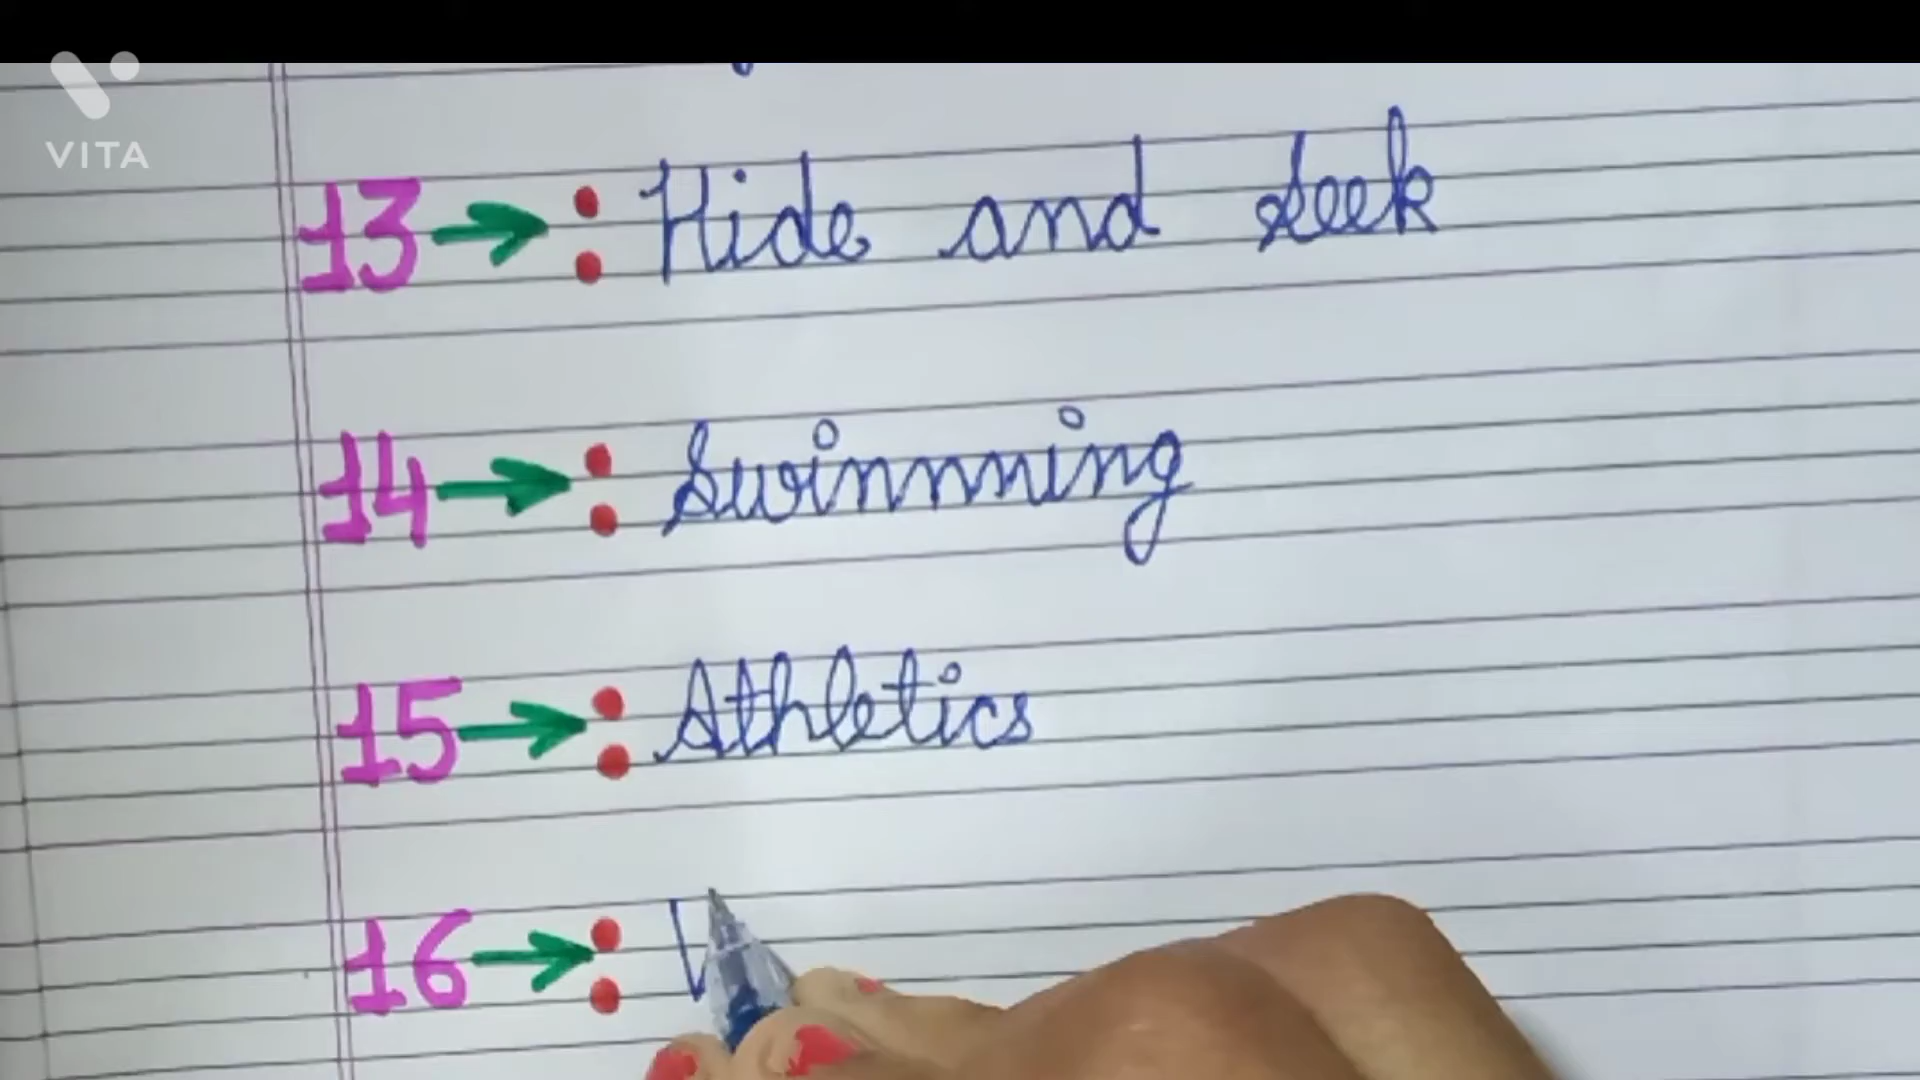 VITA
13 → : Hide and seek
14 → : Swimming
15 → : Athletics
16 → :